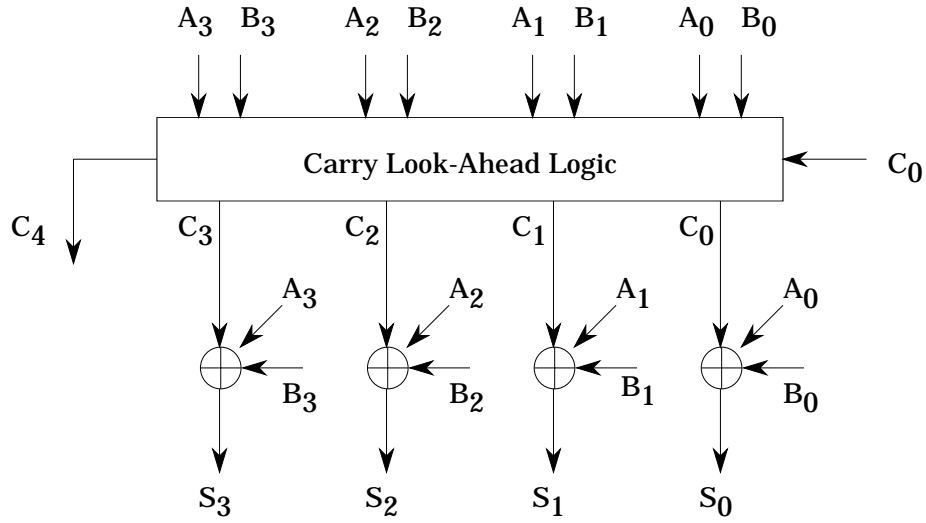 A3 B3 A2 B2 A1 B1 A0 B0
Carry Look-Ahead Logic
C0
C4 C3 C2 C1 C0
A3 A2 A1 A0
B3 B2 B1 B0
S3 S2 S1 S0